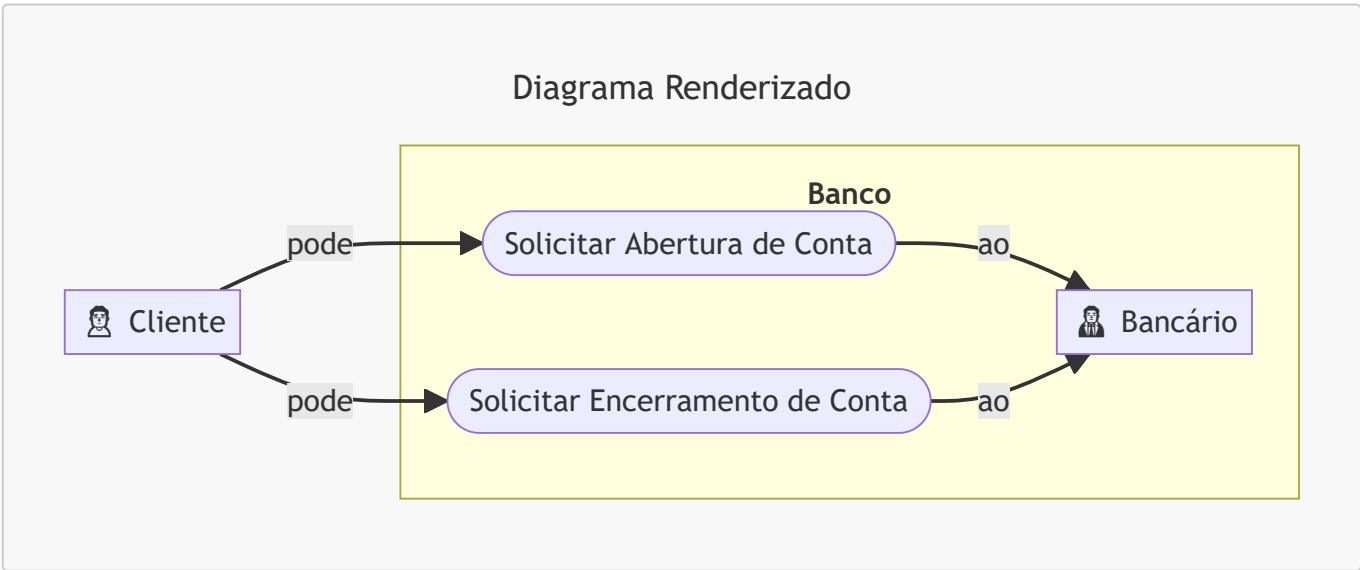 Diagrama Renderizado
Banco
pode
Solicitar Abertura de Conta
ao
Cliente
Bancário
pode
Solicitar Encerramento de Conta
ao